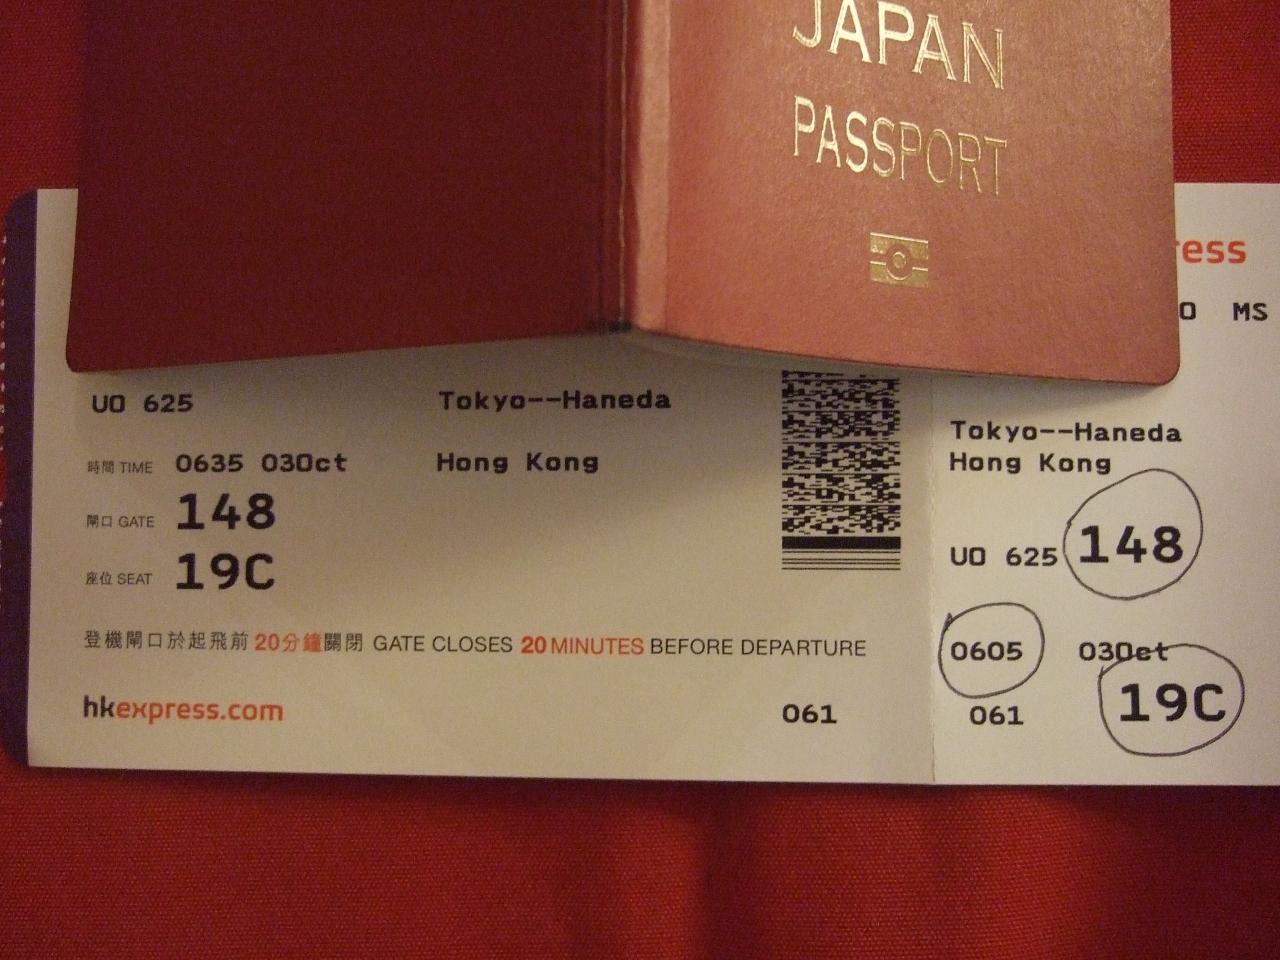 JAPAN
PASSPORT
ress
O MS
UO 625
Tokyo--Haneda
時間 TIME 0635 03Oct
Hong Kong
閘口 GATE 148
座位 SEAT 19C
登機閘口於起飛前 20分鐘關閉 GATE CLOSES 20 MINUTES BEFORE DEPARTURE
hkexpress.com
061
Tokyo--Haneda
Hong Kong
UO 625 148
0605 03Oct
061 19C